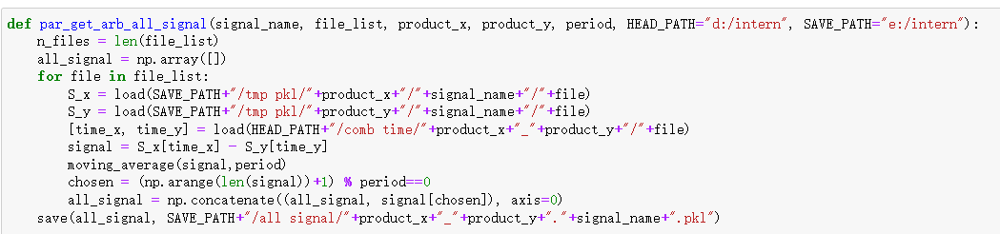 def par_get_arb_all_signal(signal_name, file_list, product_x, product_y, period, HEAD_PATH="d:/intern", SAVE_PATH="e:/intern"):
    n_files = len(file_list)
    all_signal = np.array([])
    for file in file_list:
        S_x = load(SAVE_PATH+"/tmp pkl/"+product_x+"/"+signal_name+"/"+file)
        S_y = load(SAVE_PATH+"/tmp pkl/"+product_y+"/"+signal_name+"/"+file)
        [time_x, time_y] = load(HEAD_PATH+"/comb time/"+product_x+"_"+product_y+"/"+file)
        signal = S_x[time_x] - S_y[time_y]
        moving_average(signal,period)
        chosen = (np.arange(len(signal))+1) % period==0
        all_signal = np.concatenate((all_signal, signal[chosen]), axis=0)
    save(all_signal, SAVE_PATH+"/all signal/"+product_x+"_"+product_y+"."+signal_name+".pkl")